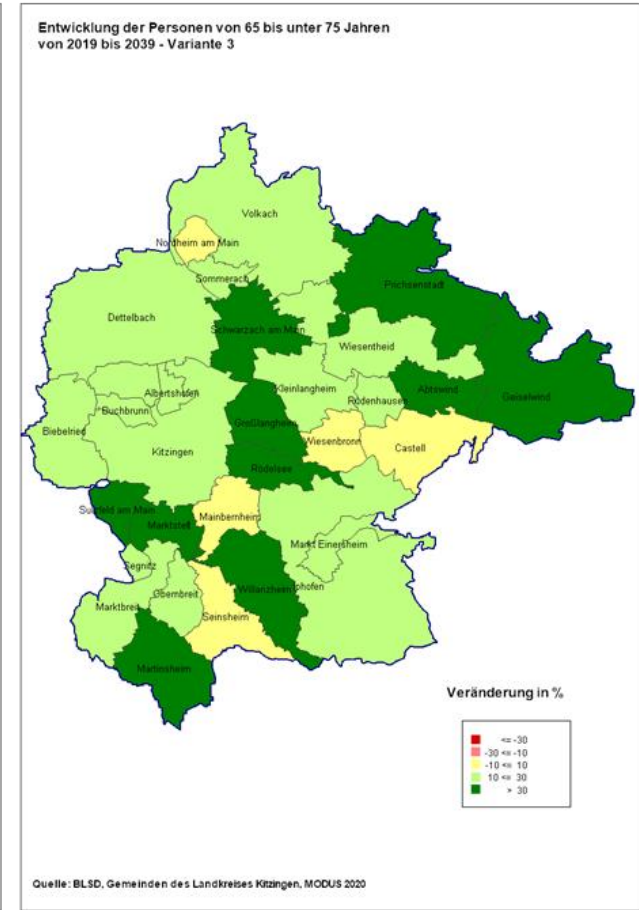 Entwicklung der Personen von 65 bis unter 75 Jahren
von 2019 bis 2039 - Variante 3
Volkach
Nordheim am Main
Sommerach
Prichsenstadt
Dettelbach
Schwarzach am Main
Wiesentheid
Albertshofen
Kleinlangheim
Rödenhausen
Abtswind
Geiselwind
Buchbrunn
Biebelried
Großlangheim
Wiesenbronn
Castell
Kitzingen
Rödelsee
Sulzfeld am Main
Mainbernheim
Marktsteft
Markt Einersheim
Segnitz
Willanzheim
Iphofen
Obernbreit
Marktbreit
Seinsheim
Martinsheim
Veränderung in %
<= -30
-30 <= -10
-10 <= 10
10 <= 30
> 30
Quelle: BLSD, Gemeinden des Landkreises Kitzingen, MODUS 2020